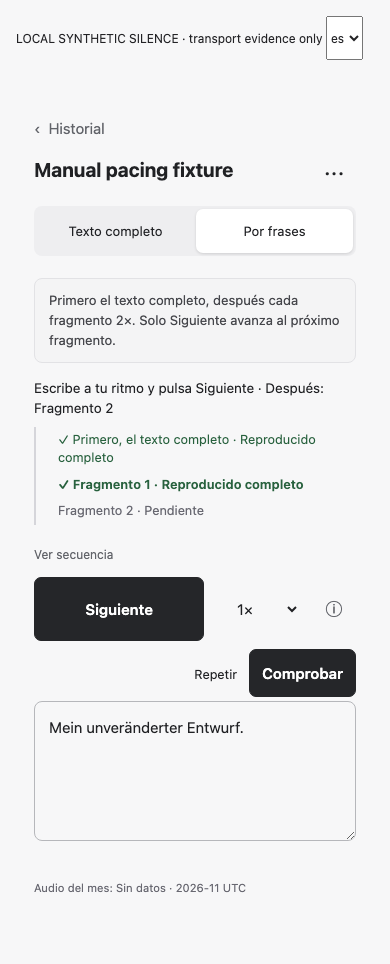 LOCAL SYNTHETIC SILENCE · transport evidence only es
‹ Historial
Manual pacing fixture ...
Texto completo Por frases
Primero el texto completo, después cada
fragmento 2×. Solo Siguiente avanza al próximo
fragmento.
Escribe a tu ritmo y pulsa Siguiente · Después:
Fragmento 2
✓ Primero, el texto completo · Reproducido
completo
✓ Fragmento 1 · Reproducido completo
Fragmento 2 · Pendiente
Ver secuencia
Siguiente 1× ⓘ
Repetir Comprobar
Mein unveränderter Entwurf.
Audio del mes: Sin datos · 2026-11 UTC